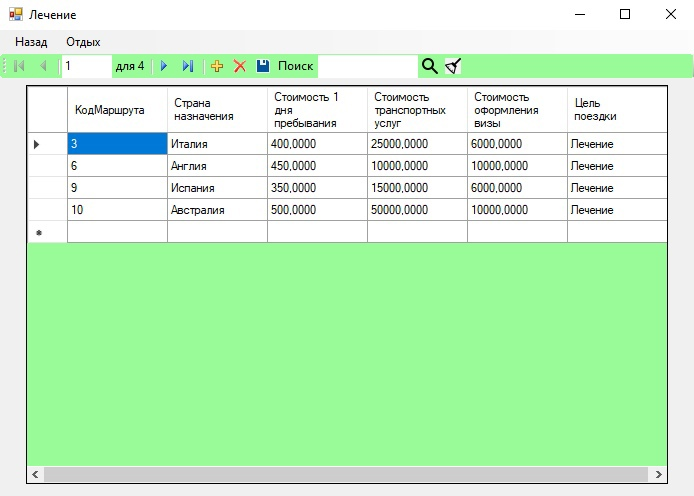 Лечение
Назад Отдых
1 для 4 Поиск
КодМаршрута Страна назначения Стоимость 1 дня пребывания Стоимость транспортных услуг Стоимость оформления визы Цель поездки
3 Италия 400,0000 25000,0000 6000,0000 Лечение
6 Англия 450,0000 10000,0000 10000,0000 Лечение
9 Испания 350,0000 15000,0000 6000,0000 Лечение
10 Австралия 500,0000 50000,0000 10000,0000 Лечение